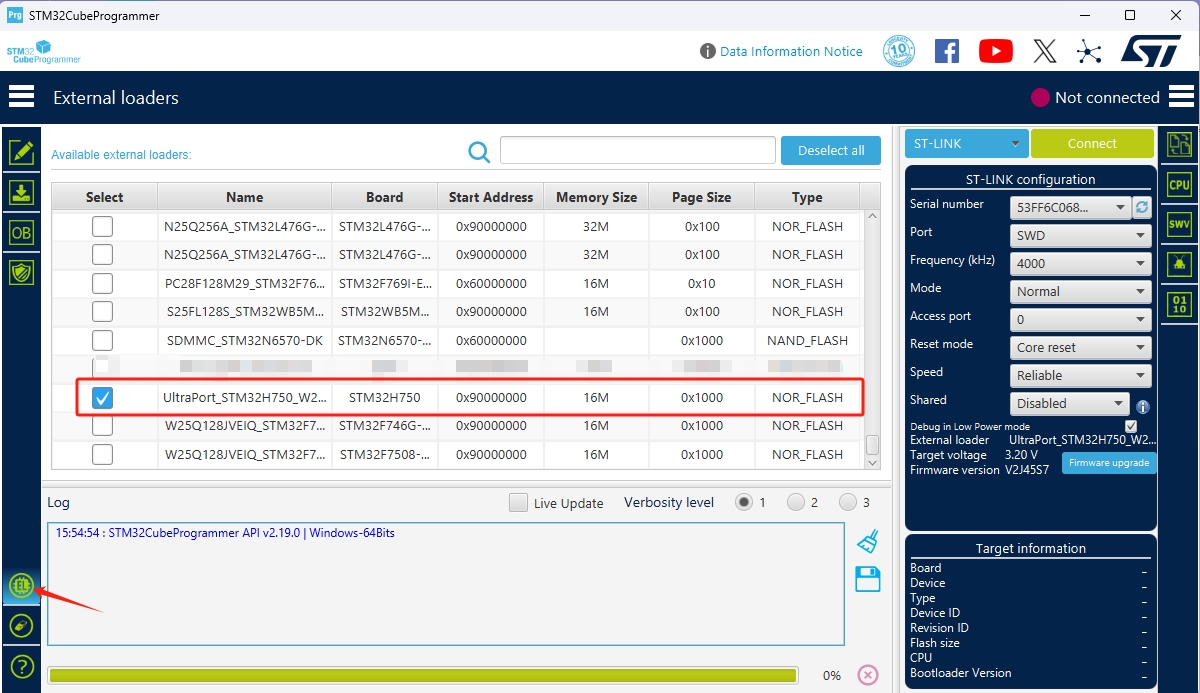 Prg STM32CubeProgrammer
STM32
CubeProgrammer
Data Information Notice
10
ST
External loaders
Not connected
Available external loaders:
Deselect all
Select Name Board Start Address Memory Size Page Size Type
N25Q256A_STM32L476G-... STM32L476G-... 0x90000000 32M 0x100 NOR_FLASH
N25Q256A_STM32L476G-... STM32L476G-... 0x90000000 32M 0x100 NOR_FLASH
PC28F128M29_STM32F76... STM32F769I-E... 0x60000000 16M 0x10 NOR_FLASH
S25FL128S_STM32WB5M... STM32WB5M... 0x90000000 16M 0x100 NOR_FLASH
SDMMC_STM32N6570-DK STM32N6570-... 0x60000000 0x1000 NAND_FLASH
UltraPort_STM32H750_W2... STM32H750 0x90000000 16M 0x1000 NOR_FLASH
W25Q128JVEIQ_STM32F7... STM32F746G-... 0x90000000 16M 0x1000 NOR_FLASH
W25Q128JVEIQ_STM32F7... STM32F7508-... 0x90000000 16M 0x1000 NOR_FLASH
OB
EL
?
Log
Live Update Verbosity level 1 2 3
15:54:54 : STM32CubeProgrammer API v2.19.0 | Windows-64Bits
0%
ST-LINK Connect
ST-LINK configuration
Serial number 53FF6C068...
Port SWD
Frequency (kHz) 4000
Mode Normal
Access port 0
Reset mode Core reset
Speed Reliable
Shared Disabled
Debug in Low Power mode
External loader UltraPort_STM32H750_W2...
Target voltage 3.20 V
Firmware version V2J45S7 Firmware upgrade
Target information
Board -
Device -
Type -
Device ID -
Revision ID -
Flash size -
CPU -
Bootloader Version -
CPU
SWV
01
10